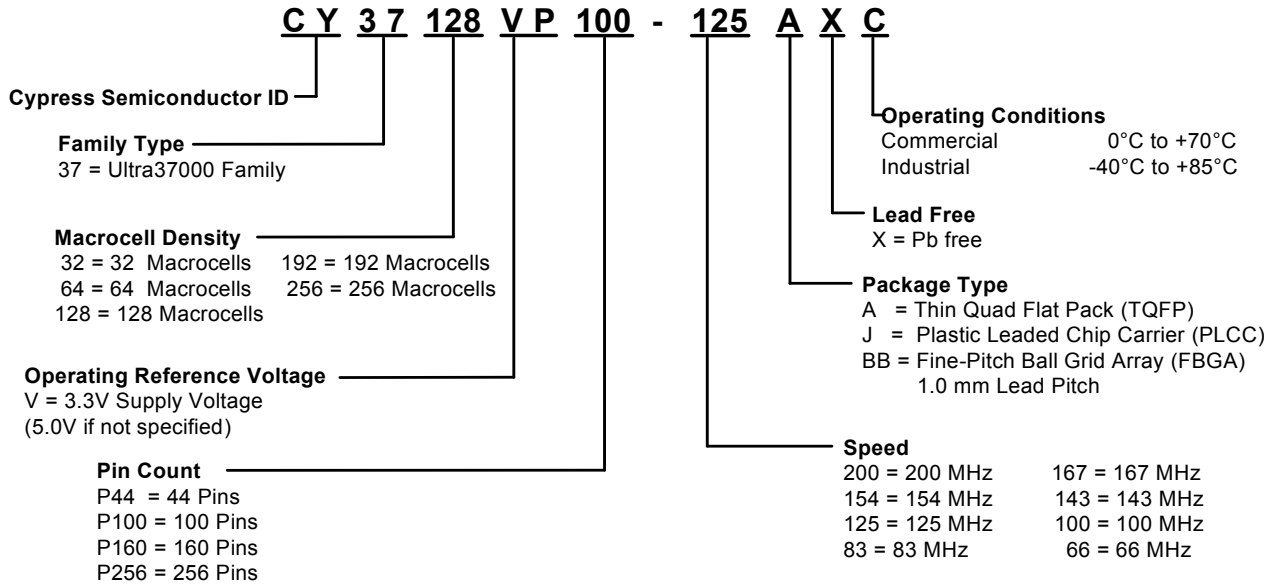 CY 37 128 VP 100 - 125 A X C
Cypress Semiconductor ID
Family Type
37 = Ultra37000 Family
Macrocell Density
32 = 32 Macrocells 192 = 192 Macrocells
64 = 64 Macrocells 256 = 256 Macrocells
128 = 128 Macrocells
Operating Reference Voltage
V = 3.3V Supply Voltage
(5.0V if not specified)
Pin Count
P44 = 44 Pins
P100 = 100 Pins
P160 = 160 Pins
P256 = 256 Pins
Operating Conditions
Commercial 0°C to +70°C
Industrial -40°C to +85°C
Lead Free
X = Pb free
Package Type
A = Thin Quad Flat Pack (TQFP)
J = Plastic Leaded Chip Carrier (PLCC)
BB = Fine-Pitch Ball Grid Array (FBGA)
1.0 mm Lead Pitch
Speed
200 = 200 MHz 167 = 167 MHz
154 = 154 MHz 143 = 143 MHz
125 = 125 MHz 100 = 100 MHz
83 = 83 MHz 66 = 66 MHz